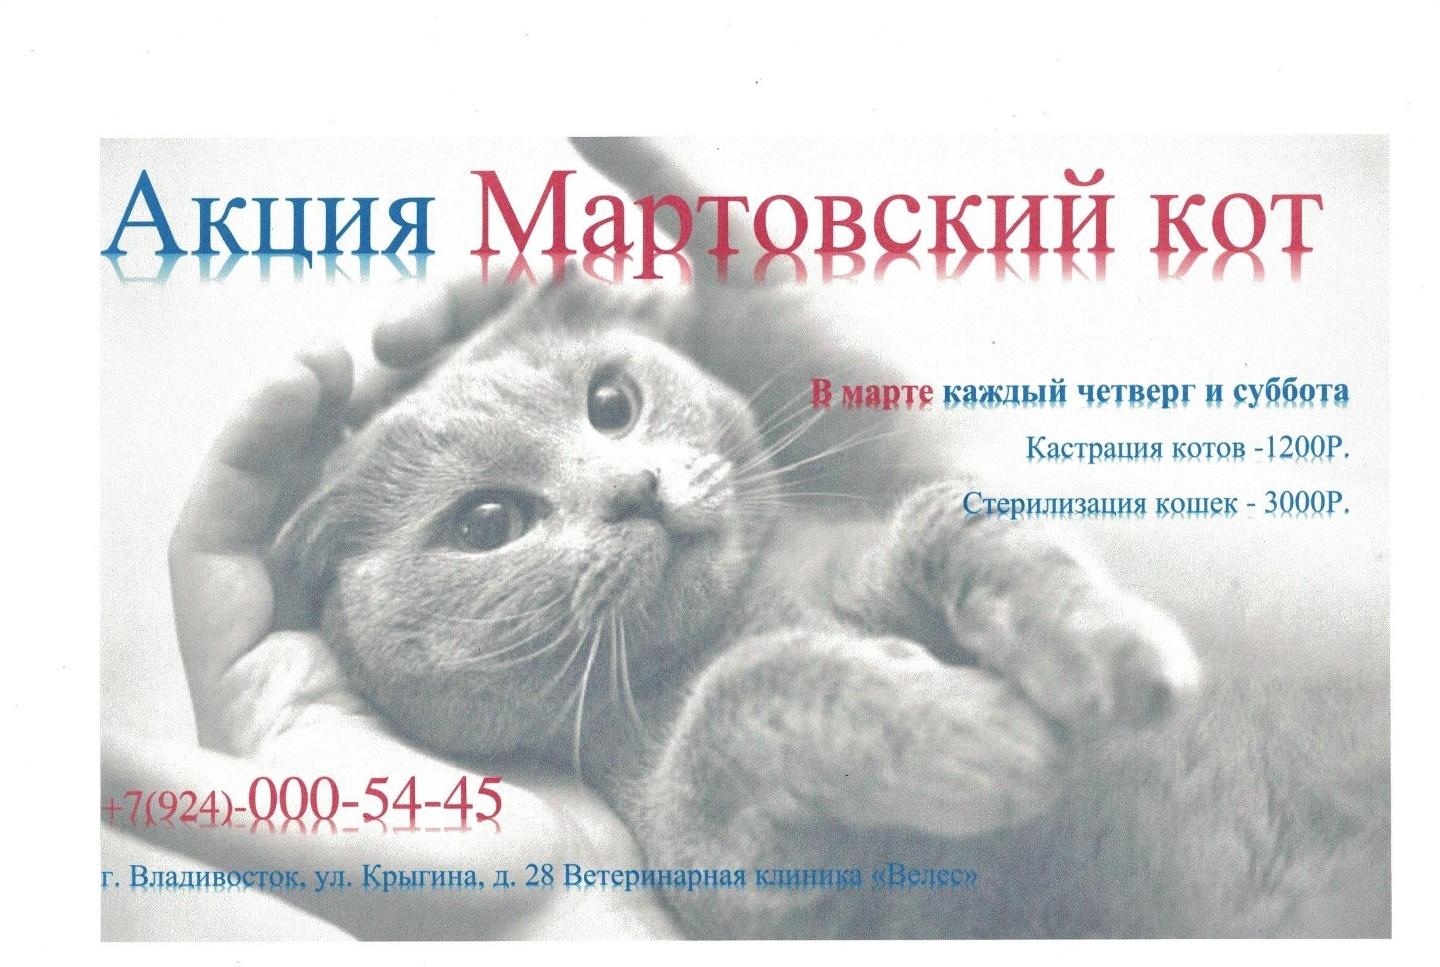 Акция Мартовский кот
В марте каждый четверг и суббота
Кастрация котов -1200Р.
Стерилизация кошек - 3000Р.
+7(924)-000-54-45
г. Владивосток, ул. Крыгина, д. 28 Ветеринарная клиника «Велес»